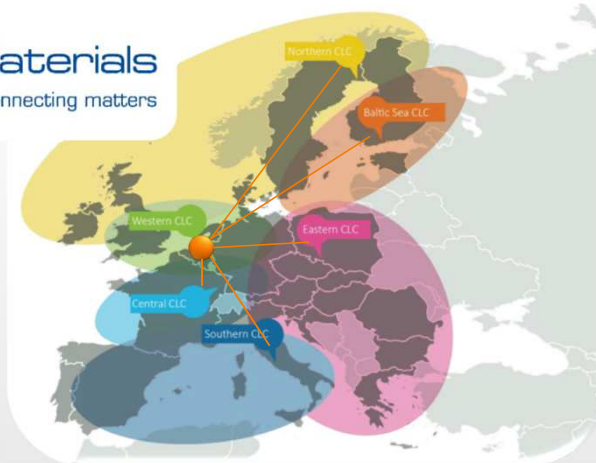 aterials
nnecting matters
Northern CLC
Baltic Sea CLC
Western CLC
Eastern CLC
Central CLC
Southern CLC